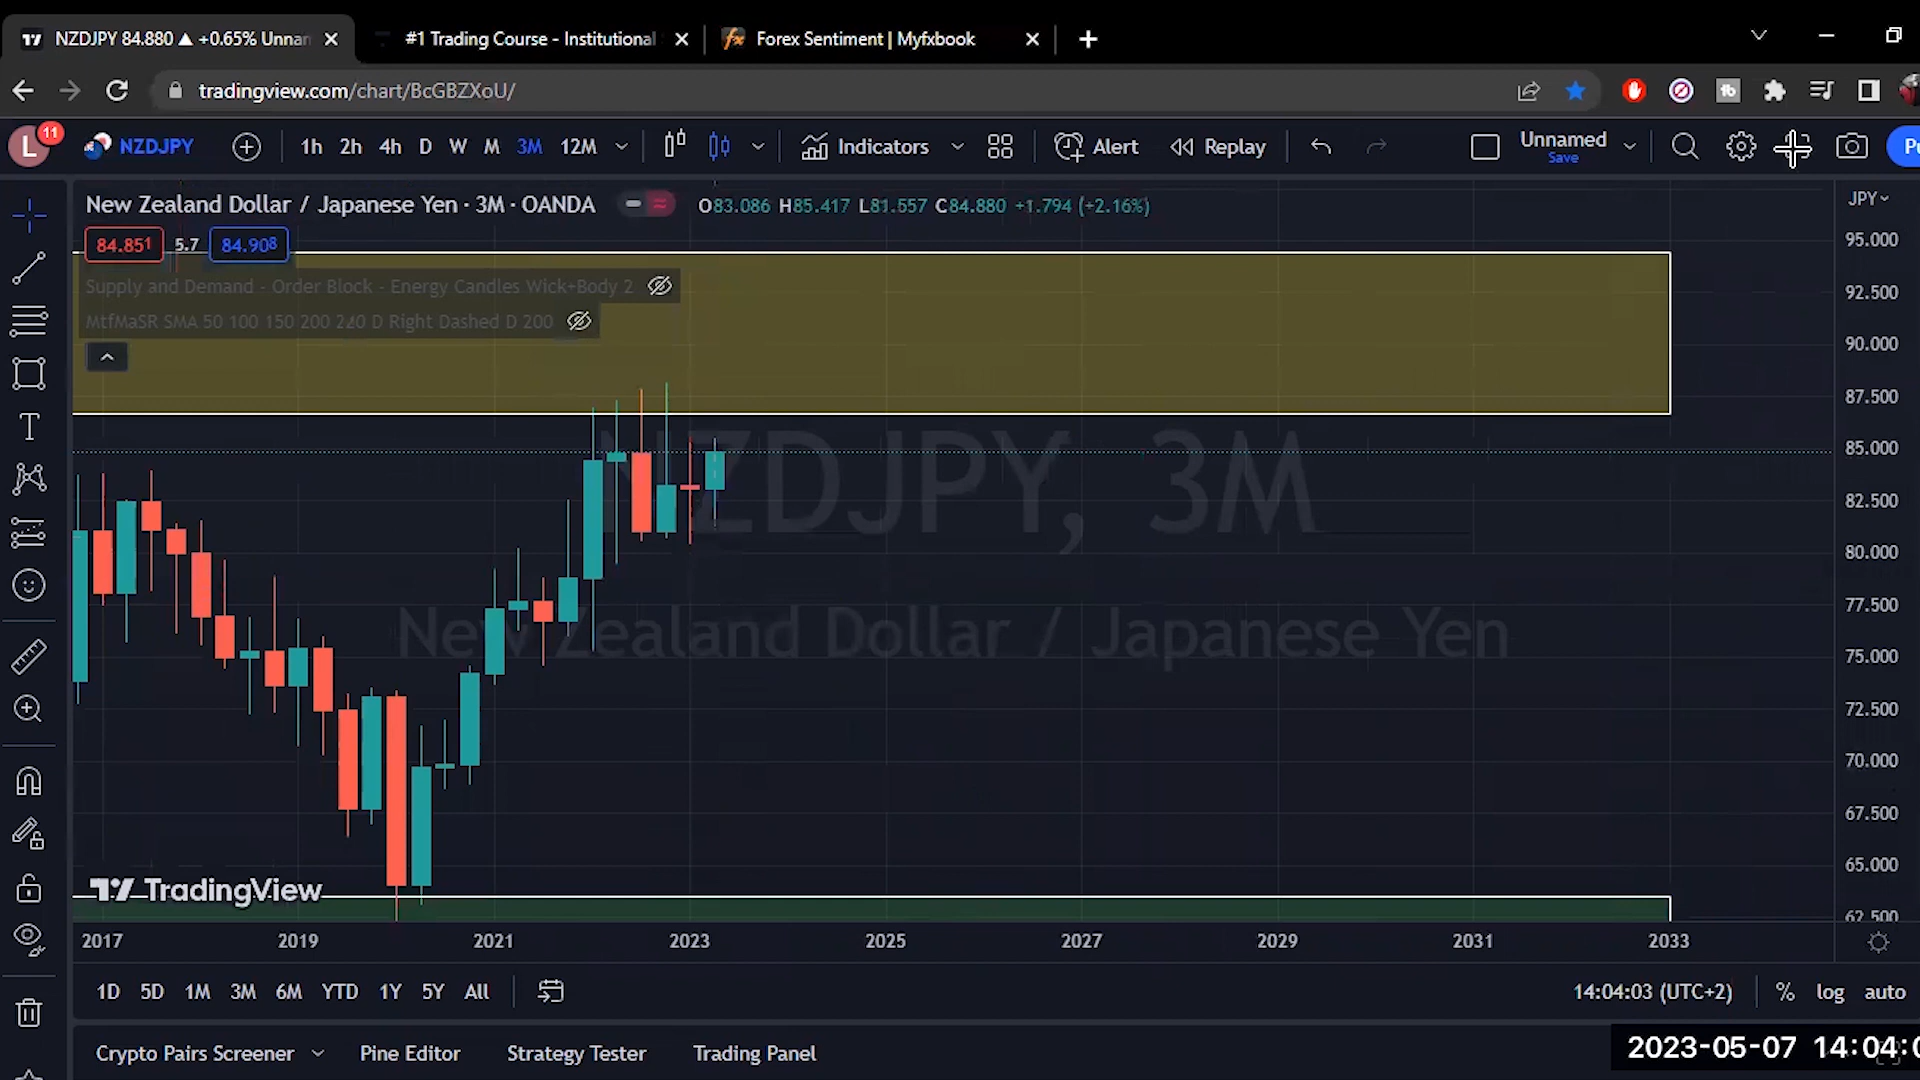 NZDJPY 84.880 ▲ +0.65% Unnan
#1 Trading Course - Institutional
Forex Sentiment | Myfxbook
tradingview.com/chart/BcGBZXoU/
L
11
NZDJPY
1h 2h 4h D W M 3M 12M
Indicators
Alert
Replay
Unnamed
Save
Pu
New Zealand Dollar / Japanese Yen · 3M · OANDA
O83.086 H85.417 L81.557 C84.880 +1.794 (+2.16%)
JPY
84.851 5.7 84.908
Supply and Demand - Order Block - Energy Candles Wick+Body 2
MtfMaSR SMA 50 100 150 200 240 D Right Dashed D 200
95.000
92.500
90.000
87.500
85.000
82.500
80.000
77.500
75.000
72.500
70.000
67.500
65.000
62.500
NZDJPY, 3M
New Zealand Dollar / Japanese Yen
TradingView
2017 2019 2021 2023 2025 2027 2029 2031 2033
1D 5D 1M 3M 6M YTD 1Y 5Y All
14:04:03 (UTC+2) % log auto
Crypto Pairs Screener Pine Editor Strategy Tester Trading Panel
2023-05-07 14:04:0